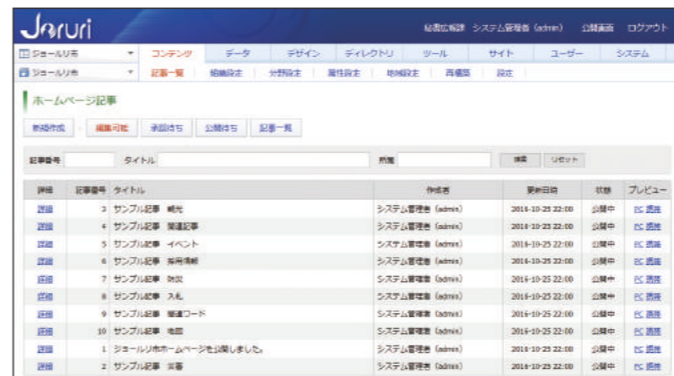 Joruri
秘書広報課 システム管理者 (admin) 公開画面 ログアウト
ジョールリ市 コンテンツ データ デザイン ディレクトリ ツール サイト ユーザー システム
ジョールリ市 記事一覧 組織設定 分野設定 属性設定 地域設定 再構築 設定
ホームページ記事
新規作成 編集可能 承認待ち 公開待ち 記事一覧
記事番号 タイトル 所属 検索 リセット
詳細 記事番号 タイトル 作成者 更新日時 状態 プレビュー
詳細 3 サンプル記事 観光 システム管理者 (admin) 2016-10-25 22:00 公開中 PC 携帯
詳細 4 サンプル記事 関連記事 システム管理者 (admin) 2016-10-25 22:00 公開中 PC 携帯
詳細 5 サンプル記事 イベント システム管理者 (admin) 2016-10-25 22:00 公開中 PC 携帯
詳細 6 サンプル記事 採用情報 システム管理者 (admin) 2016-10-25 22:00 公開中 PC 携帯
詳細 7 サンプル記事 防災 システム管理者 (admin) 2016-10-25 22:00 公開中 PC 携帯
詳細 8 サンプル記事 入札 システム管理者 (admin) 2016-10-25 22:00 公開中 PC 携帯
詳細 9 サンプル記事 関連ワード システム管理者 (admin) 2016-10-25 22:00 公開中 PC 携帯
詳細 10 サンプル記事 地図 システム管理者 (admin) 2016-10-25 22:00 公開中 PC 携帯
詳細 1 ジョールリ市ホームページを公開しました。 システム管理者 (admin) 2016-10-25 22:00 公開中 PC 携帯
詳細 2 サンプル記事 災害 システム管理者 (admin) 2016-10-25 22:00 公開中 PC 携帯